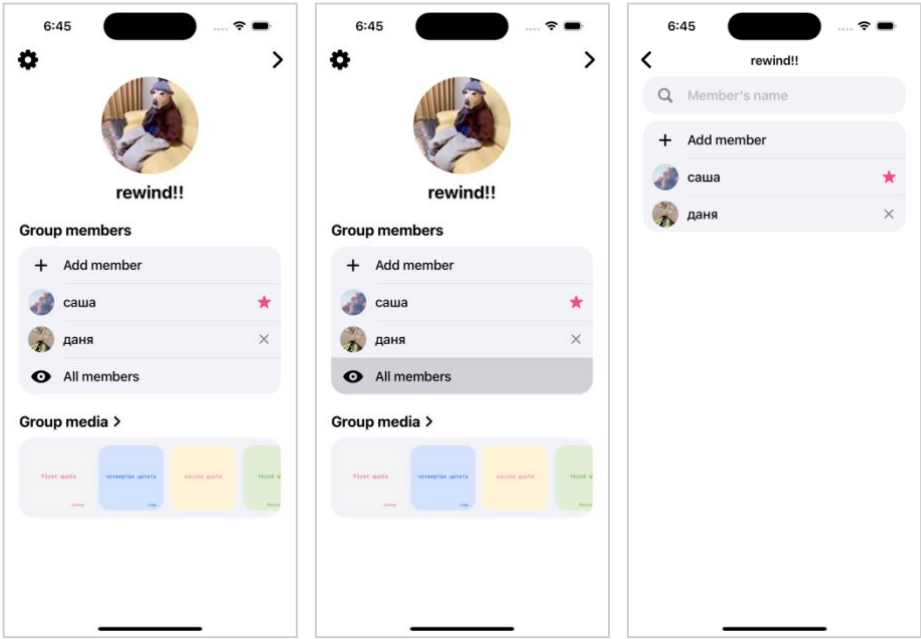 6:45
rewind!!
Group members
Add member
саша
даня
All members
Group media
first quote
четвертая цитата
second quote
third q
6:45
rewind!!
Group members
Add member
саша
даня
All members
Group media
first quote
четвертая цитата
second quote
third q
6:45
rewind!!
Member's name
Add member
саша
даня